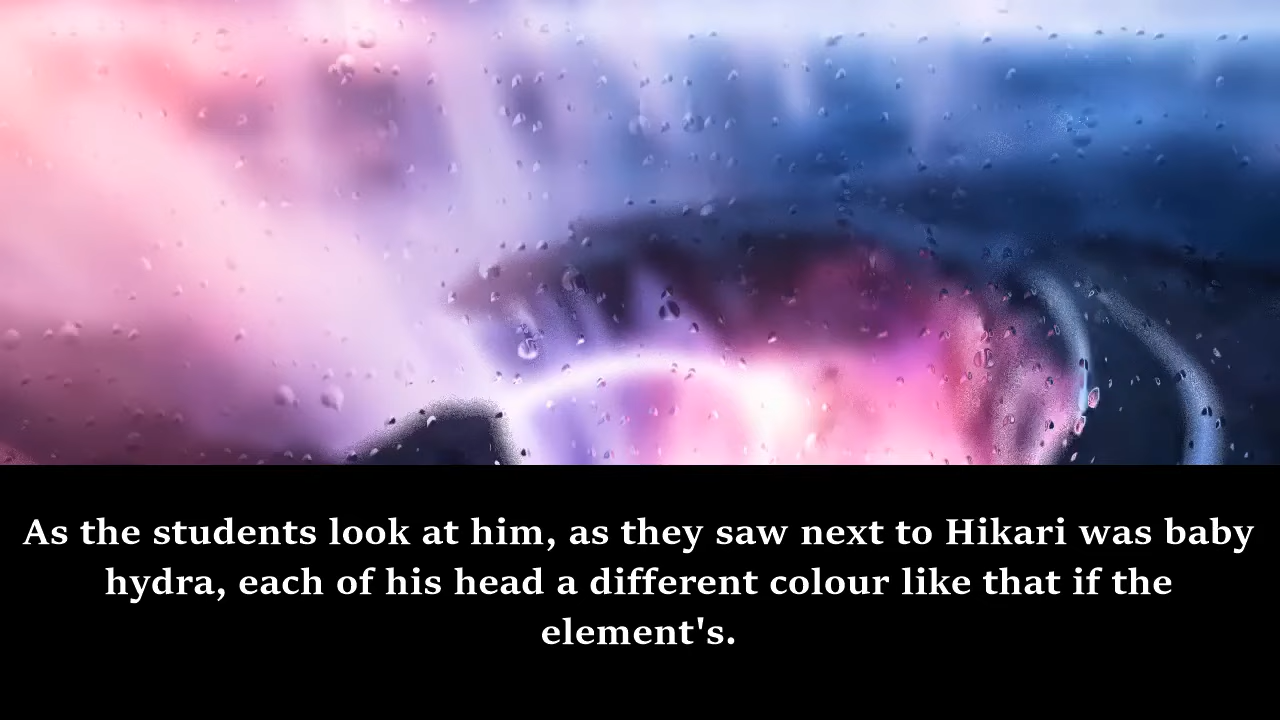 As the students look at him, as they saw next to Hikari was baby
hydra, each of his head a different colour like that if the
element's.